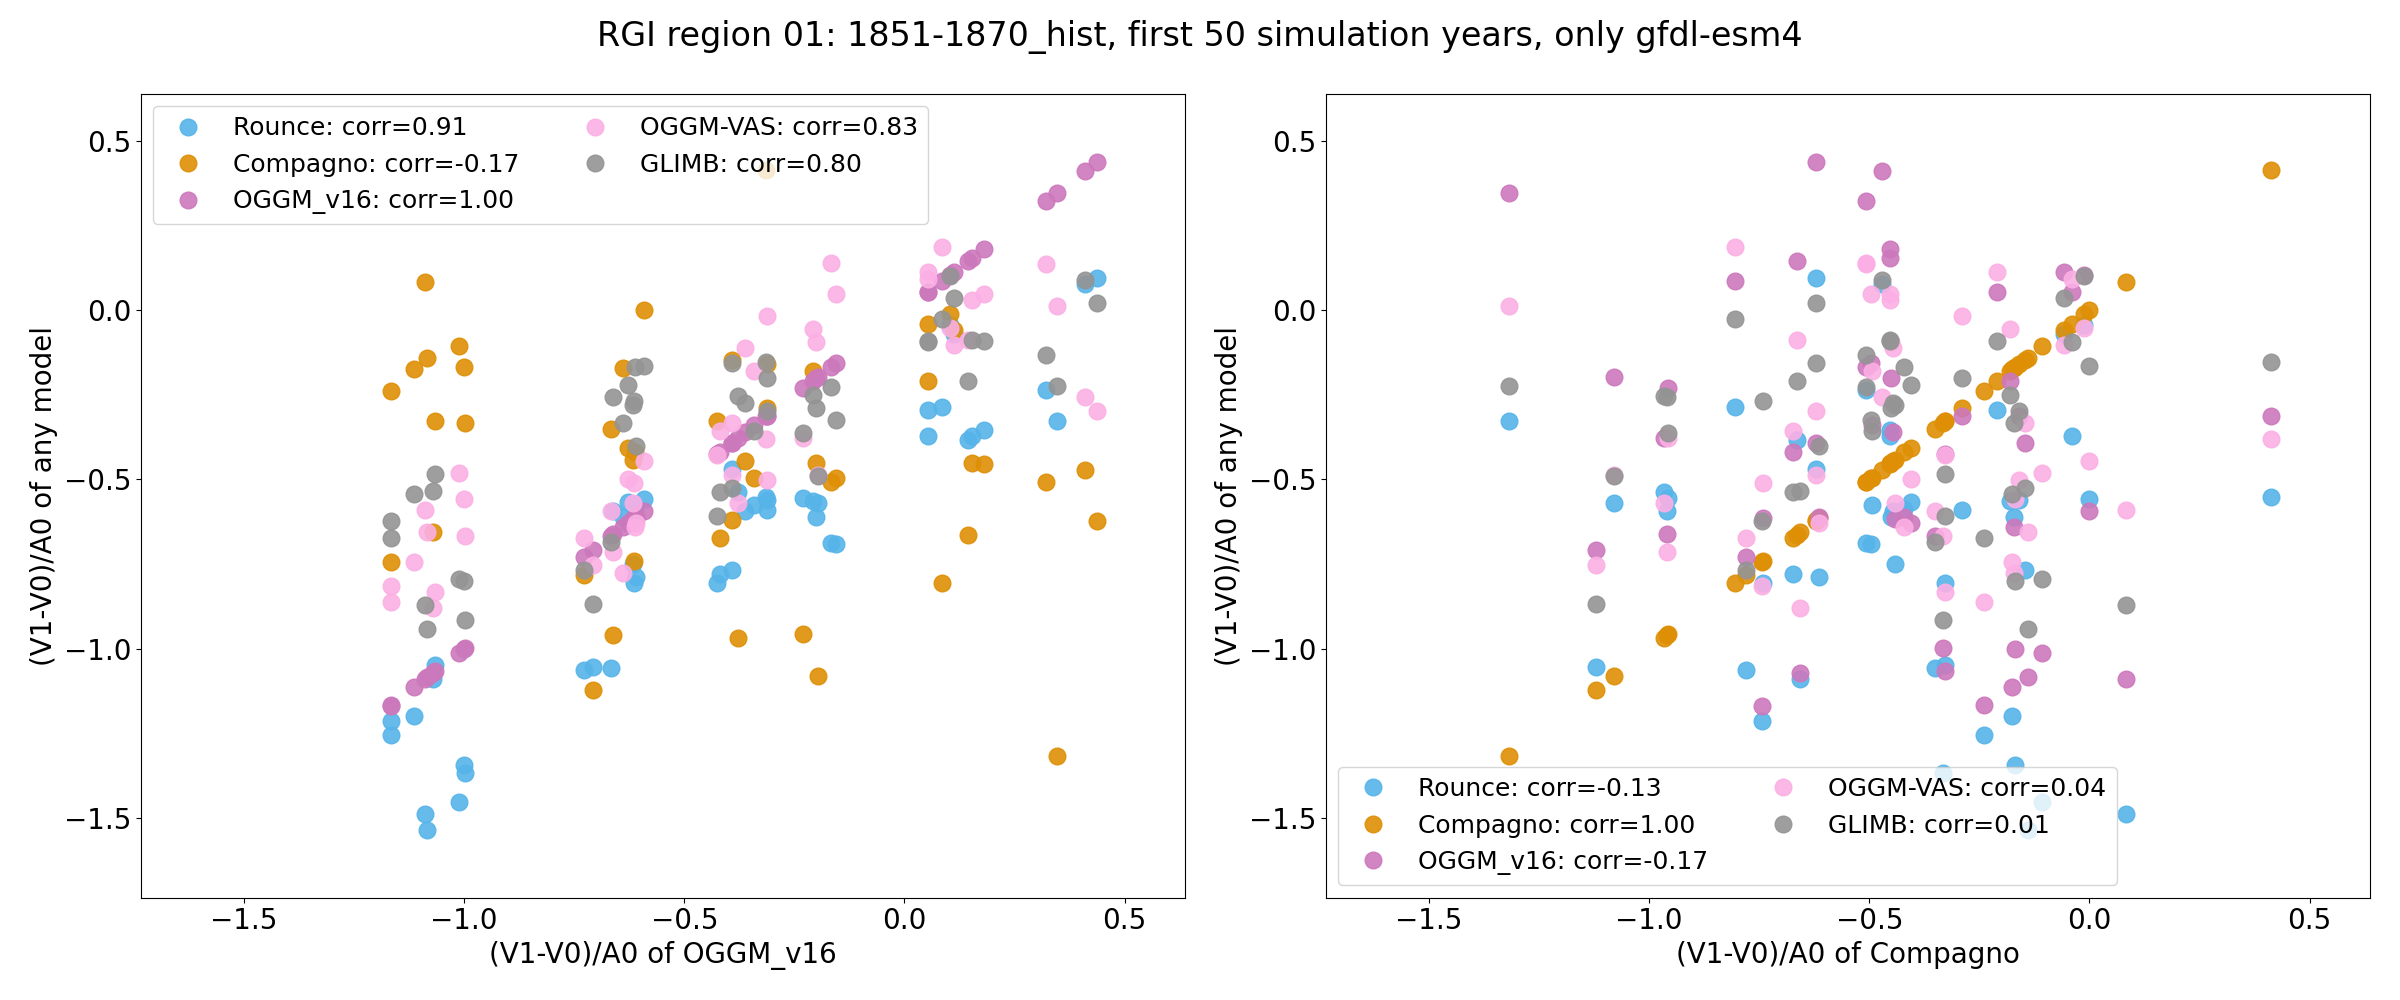 RGI region 01: 1851-1870_hist, first 50 simulation years, only gfdl-esm4
Rounce: corr=0.91
Compagno: corr=-0.17
OGGM_v16: corr=1.00
OGGM-VAS: corr=0.83
GLIMB: corr=0.80
(V1-V0)/A0 of any model
0.5
0.0
−0.5
−1.0
−1.5
−1.5
−1.0
−0.5
0.0
0.5
(V1-V0)/A0 of OGGM_v16
(V1-V0)/A0 of any model
0.5
0.0
−0.5
−1.0
−1.5
Rounce: corr=-0.13
Compagno: corr=1.00
OGGM_v16: corr=-0.17
OGGM-VAS: corr=0.04
GLIMB: corr=0.01
−1.5
−1.0
−0.5
0.0
0.5
(V1-V0)/A0 of Compagno